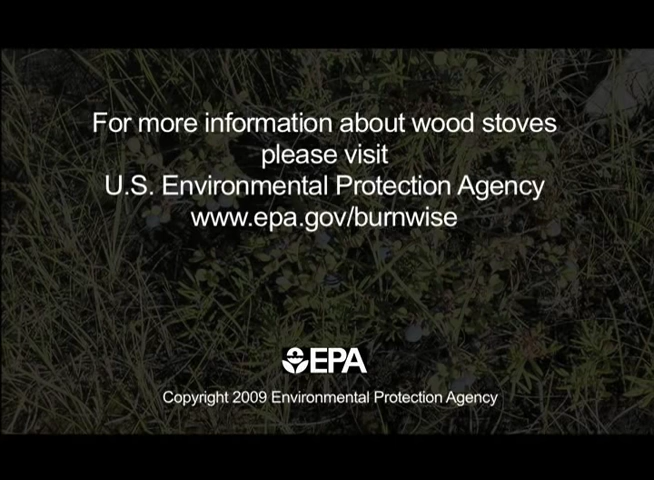 For more information about wood stoves
please visit
U.S. Environmental Protection Agency
www.epa.gov/burnwise
EPA
Copyright 2009 Environmental Protection Agency